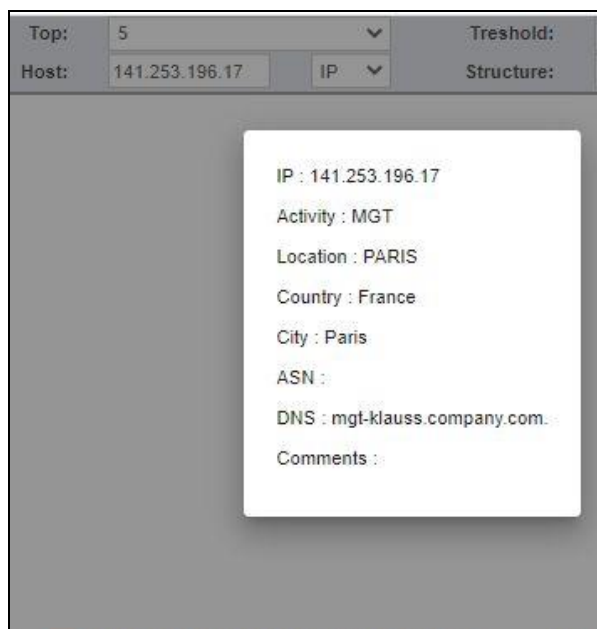 Top: 5 Treshold:
Host: 141.253.196.17 IP Structure:
IP : 141.253.196.17
Activity : MGT
Location : PARIS
Country : France
City : Paris
ASN :
DNS : mgt-klauss.company.com.
Comments :